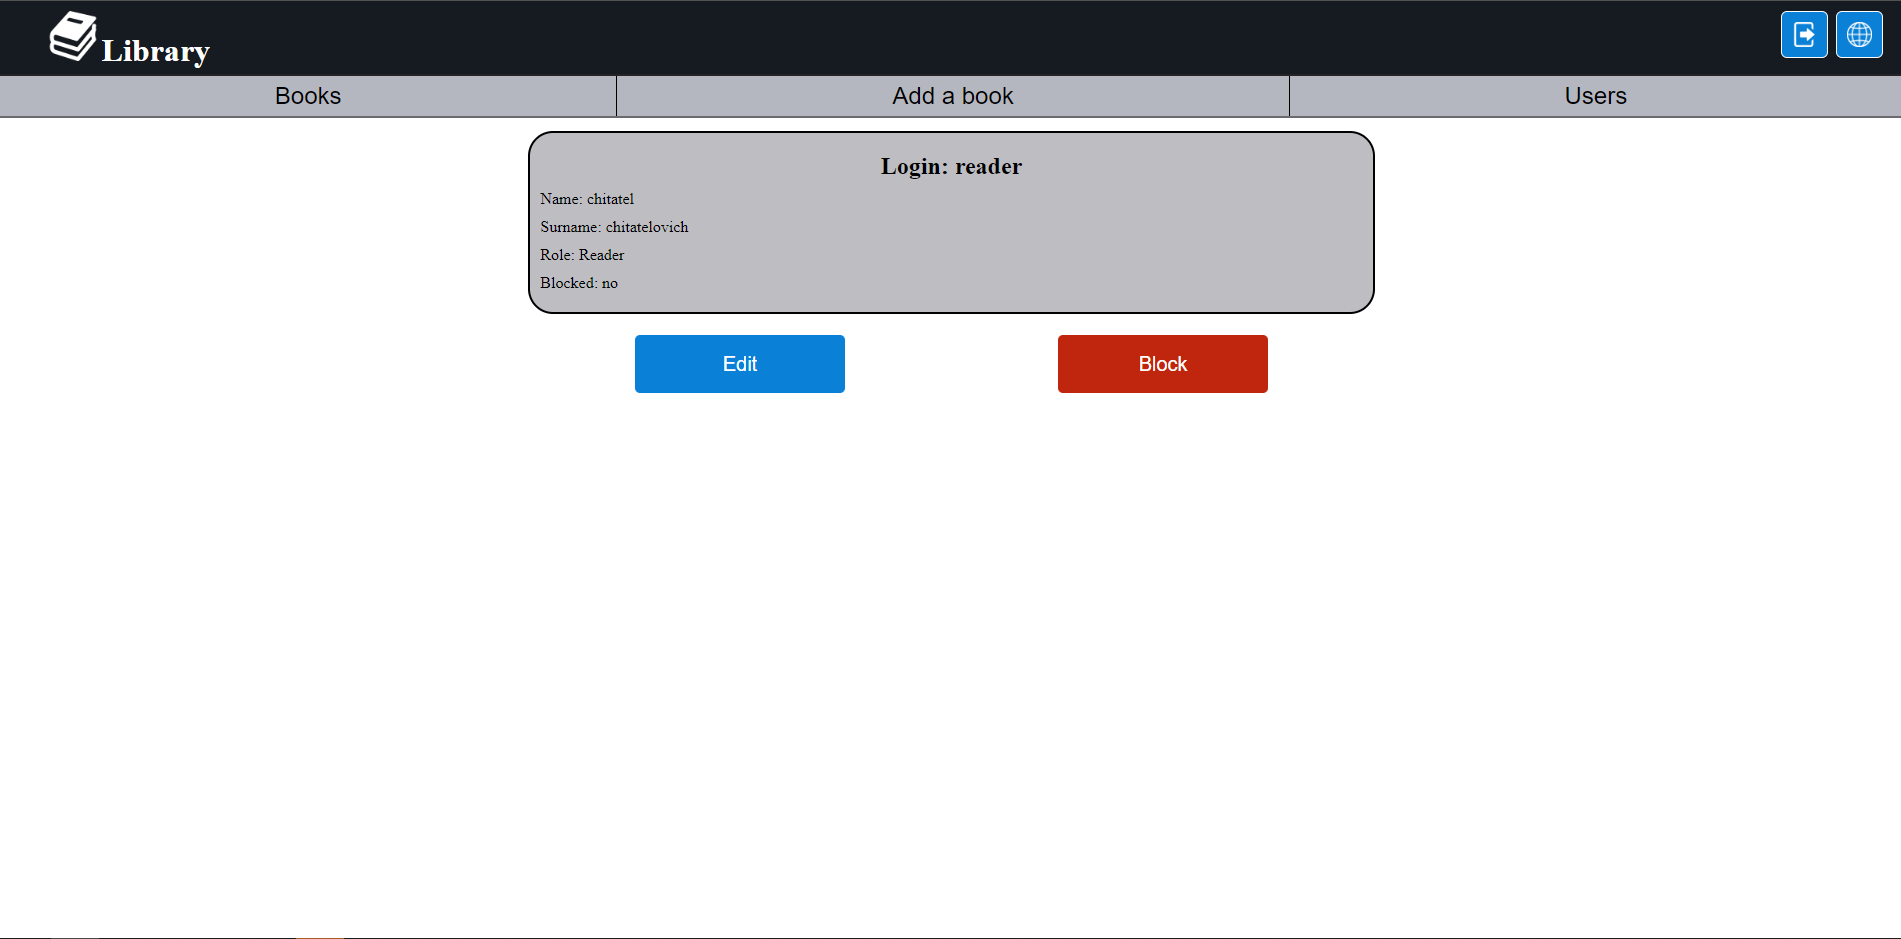 Library
Books
Add a book
Users
Login: reader
Name: chitatel
Surname: chitatelovich
Role: Reader
Blocked: no
Edit
Block